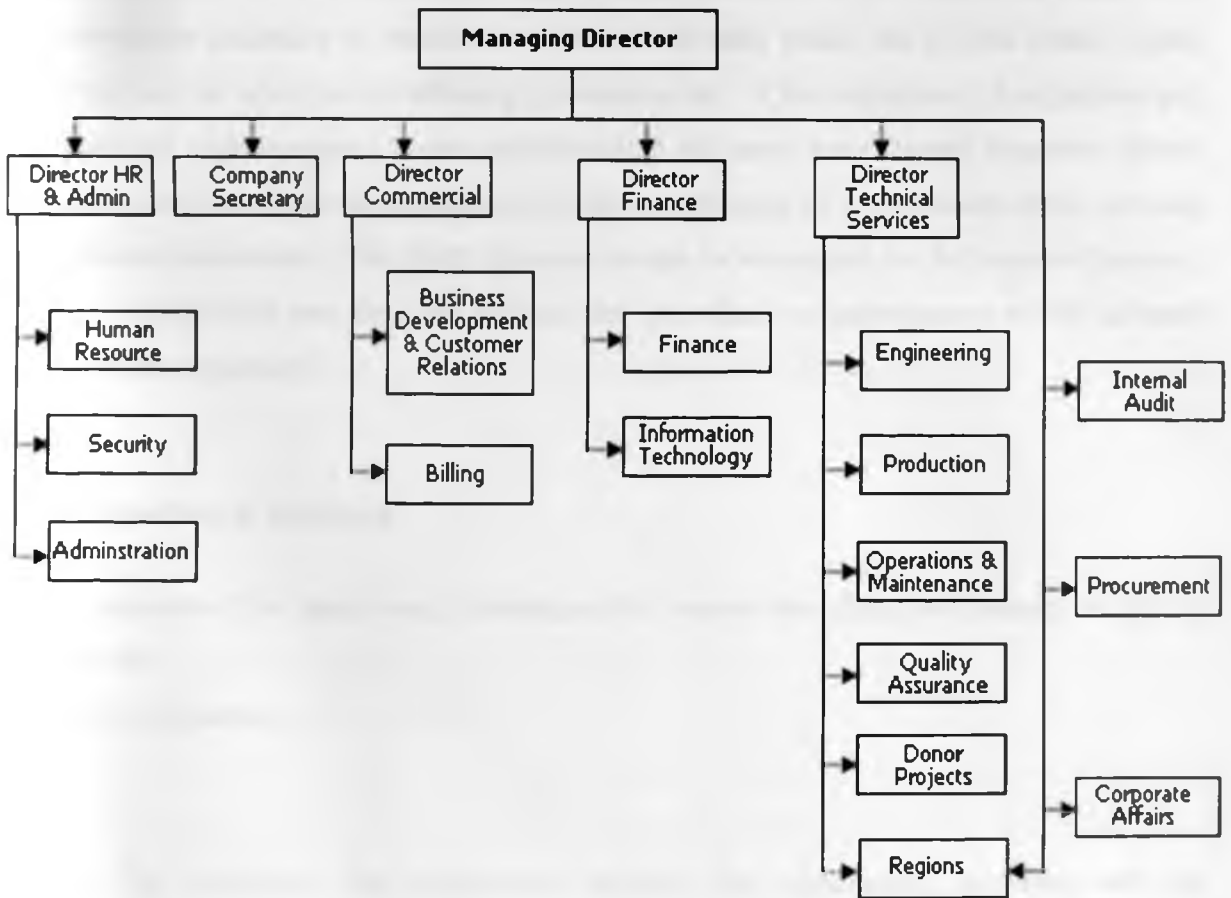 Managing Director
Director HR
& Admin
Company
Secretary
Director
Commercial
Director
Finance
Director
Technical
Services
Human
Resource
Security
Adminstration
Business
Development
& Customer
Relations
Billing
Finance
Information
Technology
Engineering
Production
Operations &
Maintenance
Quality
Assurance
Donor
Projects
Regions
Internal
Audit
Procurement
Corporate
Affairs